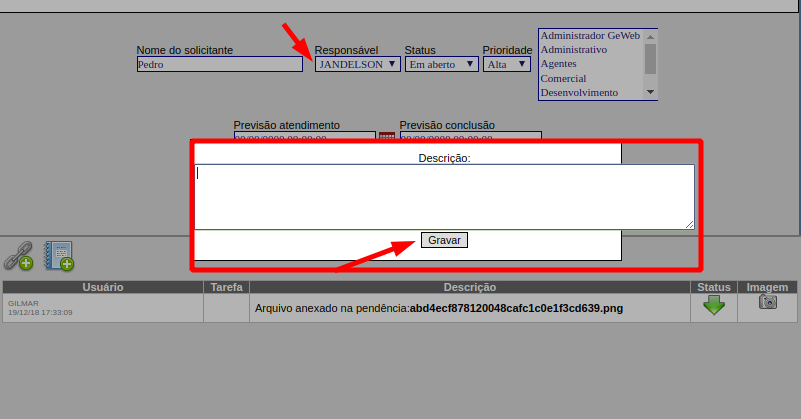 Nome do solicitante Responsável Status Prioridade
Pedro JANDELSON Em aberto Alta
Administrador GeWeb
Administrativo
Agentes
Comercial
Desenvolvimento
Previsão atendimento Previsão conclusão
Descrição:
Gravar
Usuário Tarefa Descrição Status Imagem
GILMAR
19/12/18 17:33:09
Arquivo anexado na pendência:abd4ecf878120048cafc1c0e1f3cd639.png